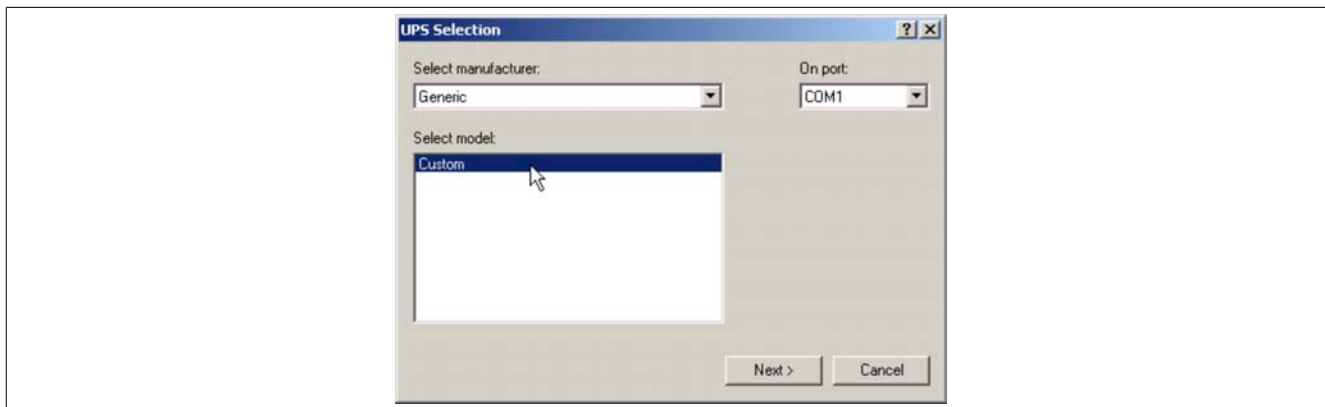 UPS Selection
Select manufacturer:
On port:
Generic
COM1
Select model:
Custom
Next >
Cancel